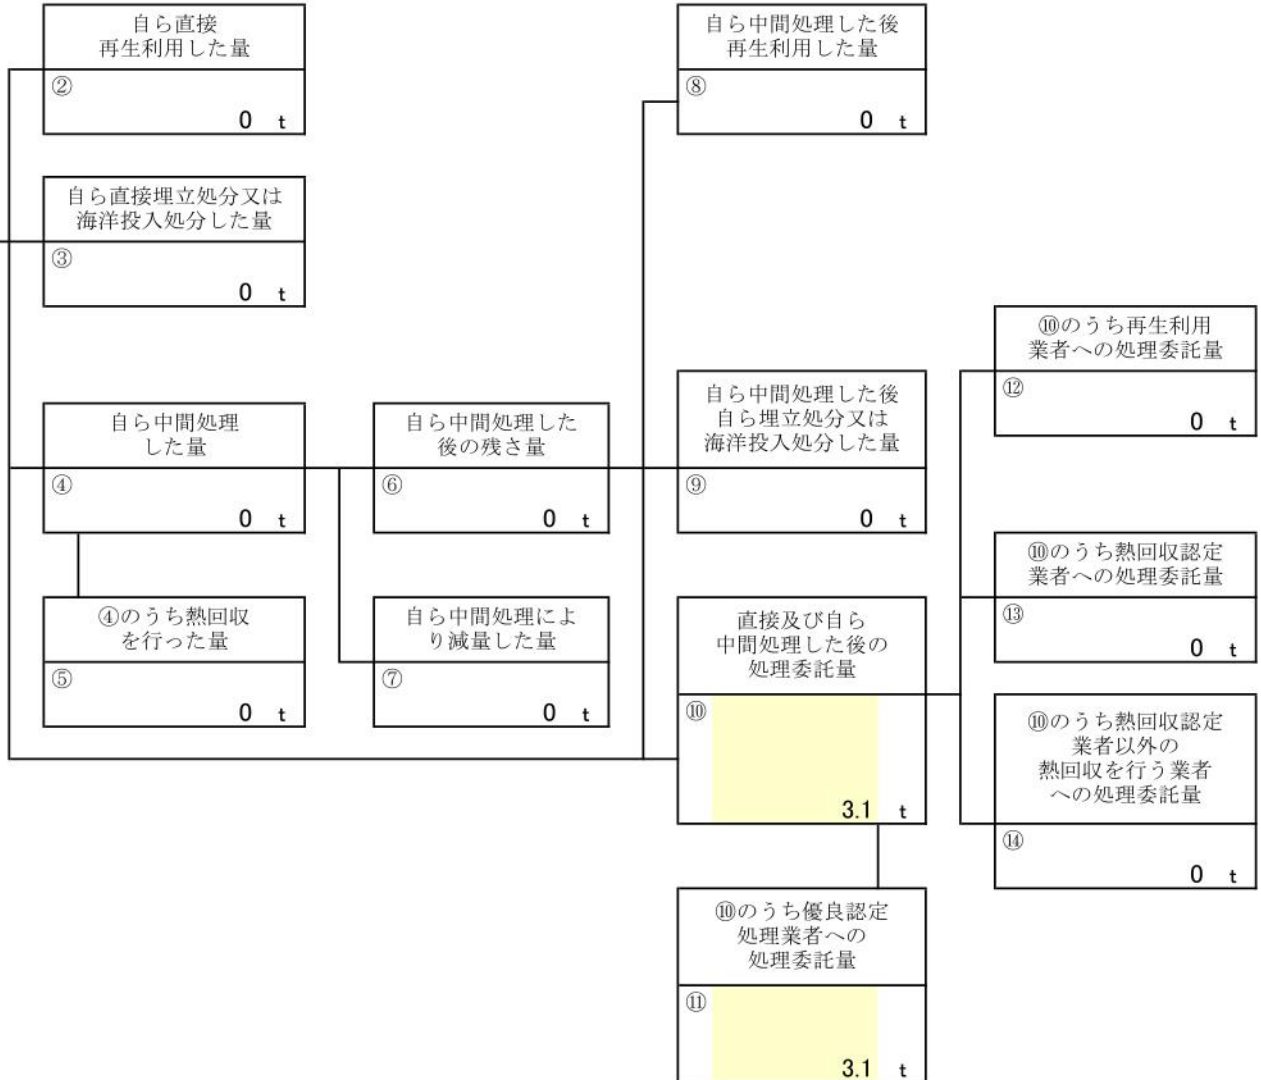 自ら直接
再生利用した量
②
0 t
自ら中間処理した後
再生利用した量
⑧
0 t
自ら直接埋立処分又は
海洋投入処分した量
③
0 t
⑩のうち再生利用
業者への処理委託量
⑫
0 t
自ら中間処理
した量
④
0 t
自ら中間処理した
後の残さ量
⑥
0 t
自ら中間処理した後
自ら埋立処分又は
海洋投入処分した量
⑨
0 t
⑩のうち熱回収認定
業者への処理委託量
⑬
0 t
④のうち熱回収
を行った量
⑤
0 t
自ら中間処理によ
り減量した量
⑦
0 t
直接及び自ら
中間処理した後の
処理委託量
⑩
3.1 t
⑩のうち熱回収認定
業者以外の
熱回収を行う業者
への処理委託量
⑭
0 t
⑩のうち優良認定
処理業者への
処理委託量
⑪
3.1 t